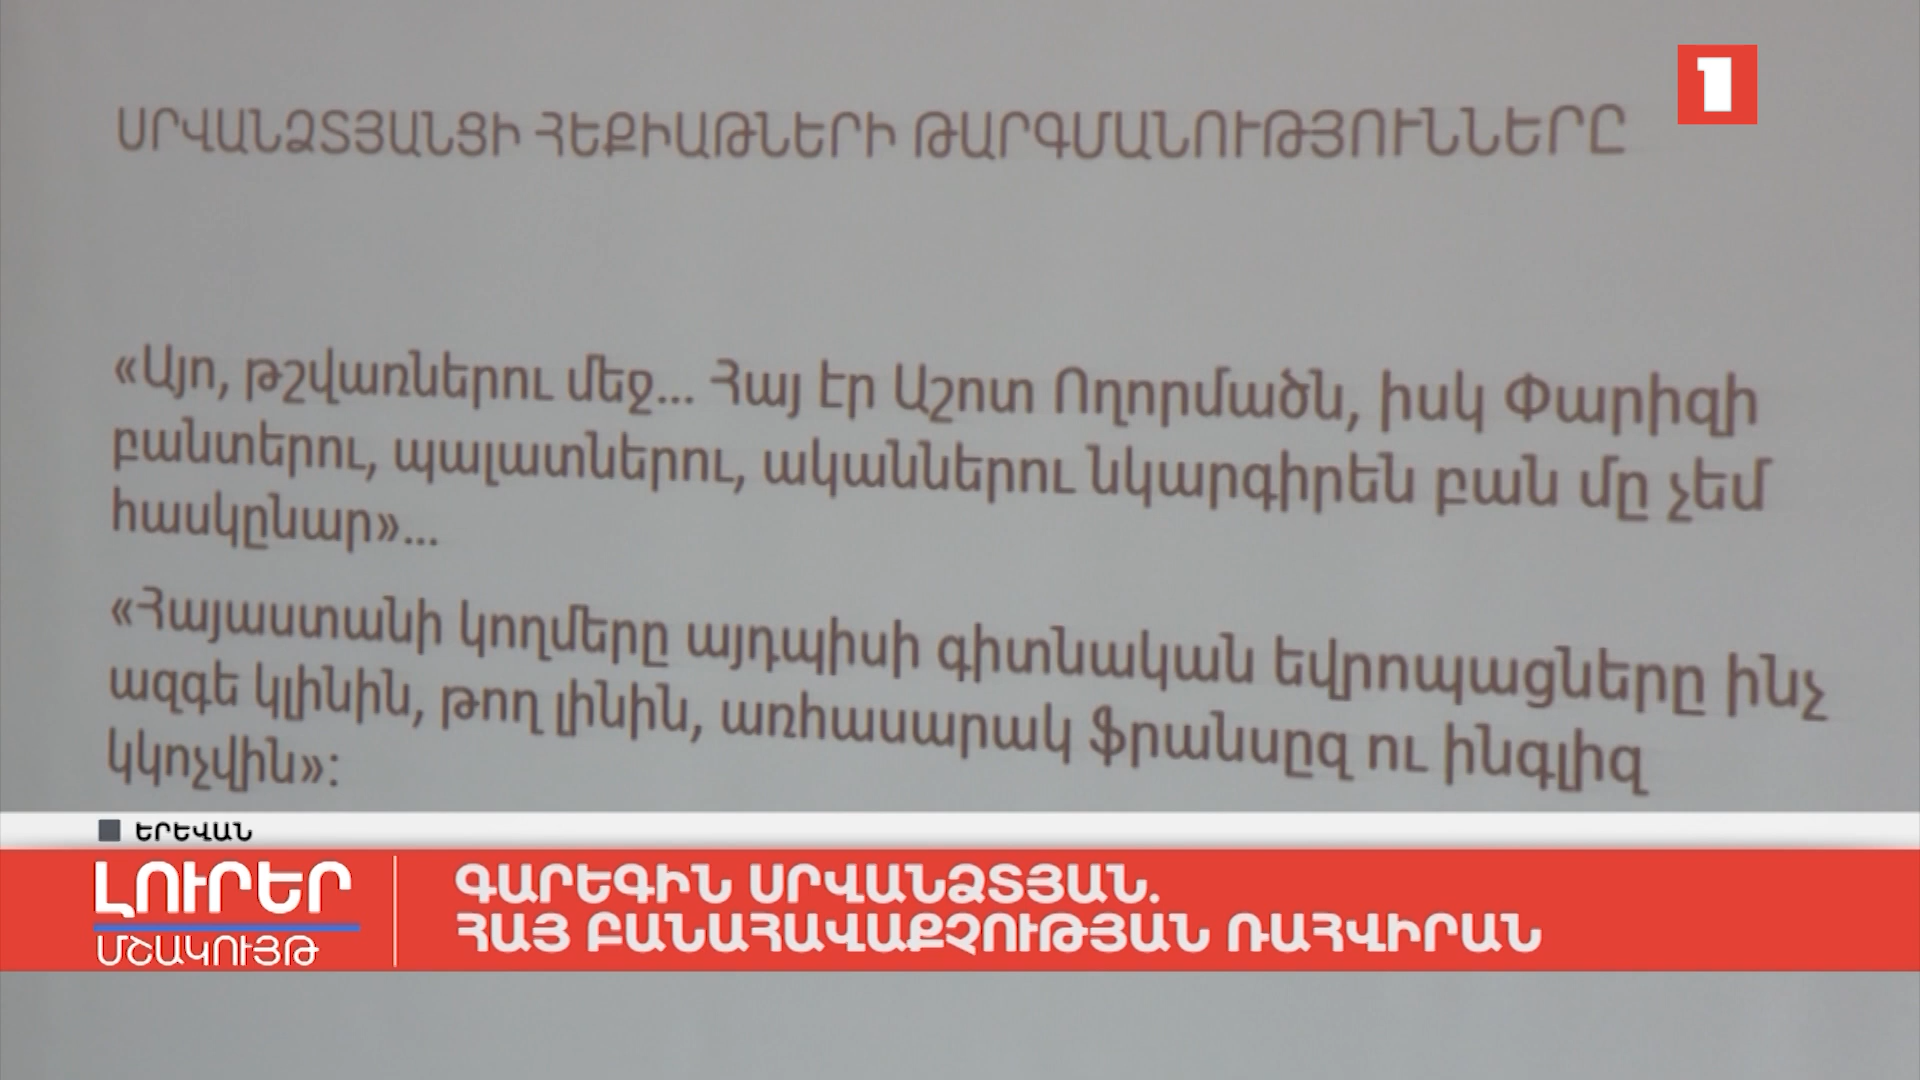 1
ՍՐՎԱՆՁՏՅԱՆՑԻ ՀԵՔԻԱԹՆԵՐԻ ԹԱՐԳՄԱՆՈՒԹՅՈՒՆՆԵՐԸ
«Այո, թշվառներու մեջ... Հայ էր Աշոտ Ողորմածն, իսկ Փարիզի
բանտերու, պալատներու, ականներու նկարգիրեն բան մը չեմ
հասկընար»...
«Հայաստանի կողմերը այդպիսի գիտնական եվրոպացները ինչ
ազգե կլինին, թող լինին, առհասարակ ֆրանսըզ ու ինգլիզ
կկոչվին»:
ԵՐԵՎԱՆ
ԼՈՒՐԵՐ
ՄՇԱԿՈՒՅԹ
ԳԱՐԵԳԻՆ ՍՐՎԱՆՁՏՅԱՆ.
ՀԱՅ ԲԱՆԱՀԱՎԱՔՉՈՒԹՅԱՆ ՌԱՀՎԻՐԱՆ